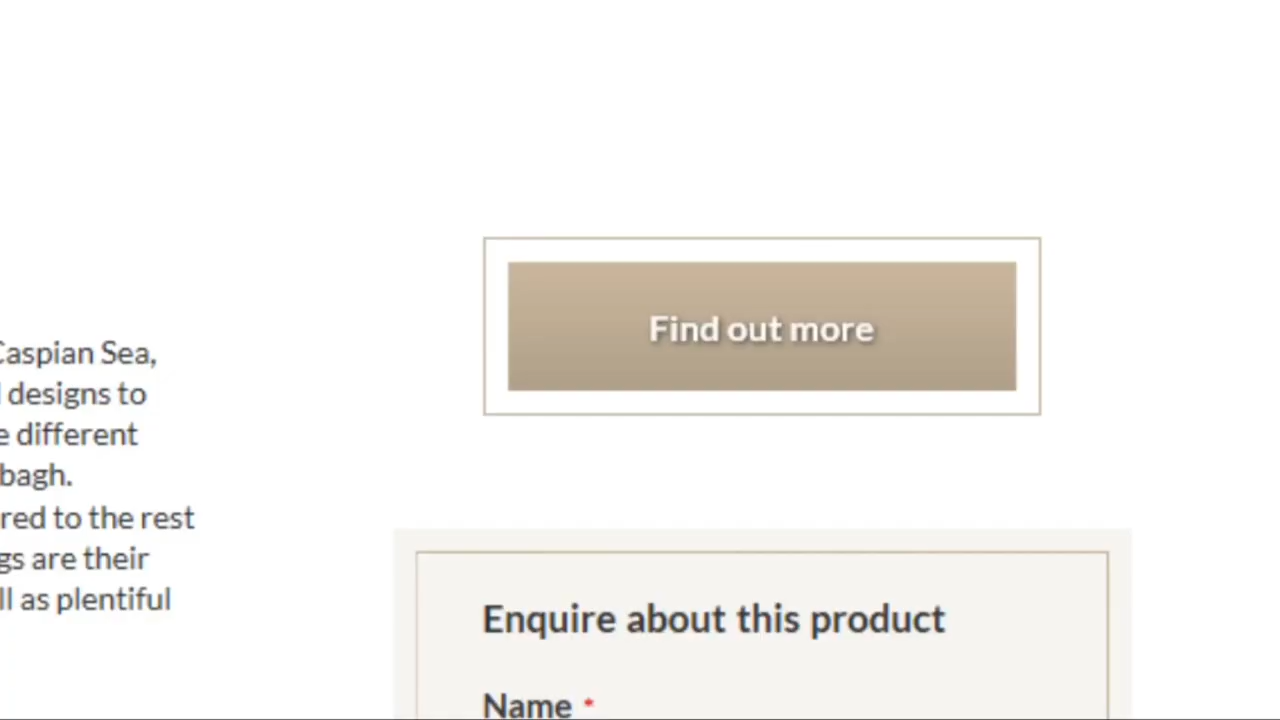 Caspian Sea,
designs to
different
bagh.
red to the rest
gs are their
ll as plentiful
Find out more
Enquire about this product
Name *